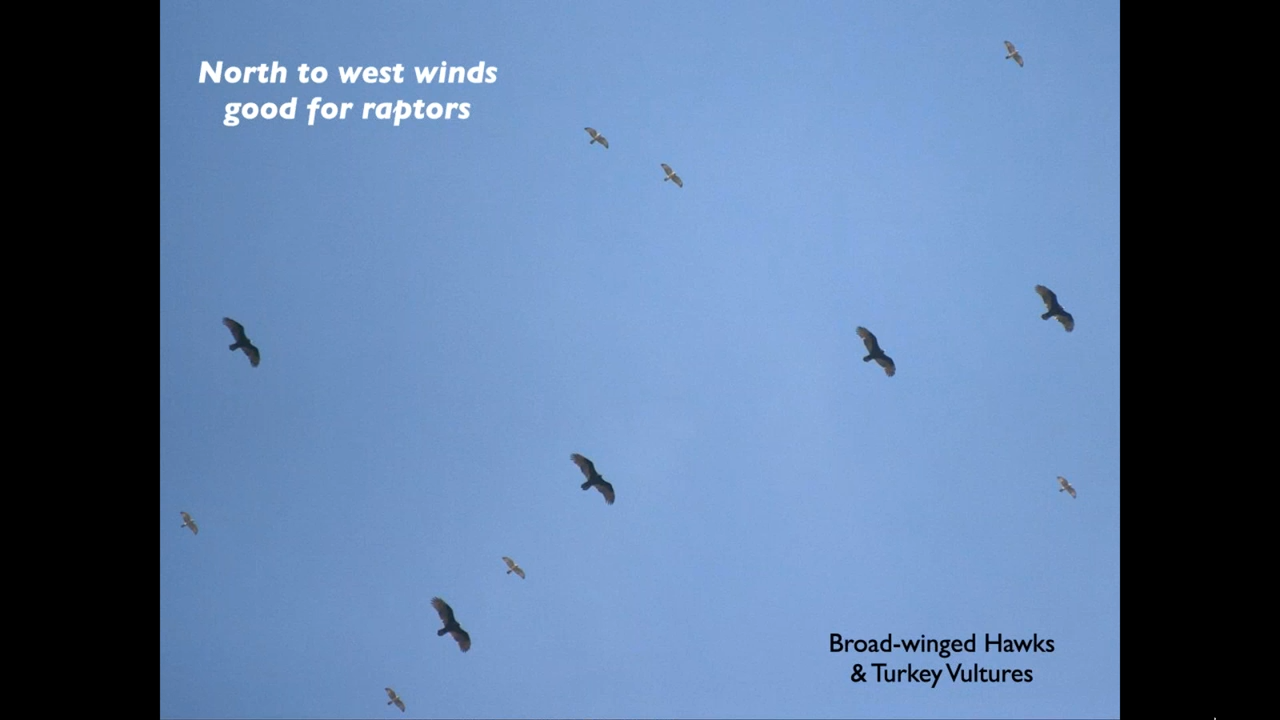 North to west winds
good for raptors
Broad-winged Hawks
& Turkey Vultures